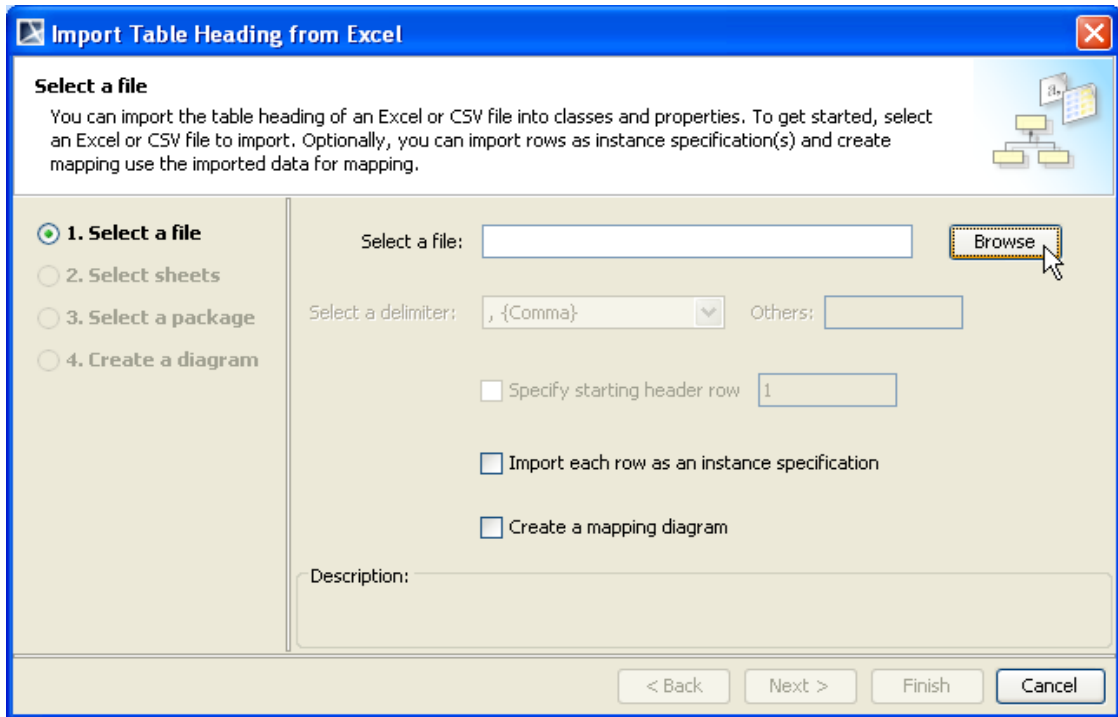 Import Table Heading from Excel
Select a file
You can import the table heading of an Excel or CSV file into classes and properties. To get started, select
an Excel or CSV file to import. Optionally, you can import rows as instance specification(s) and create
mapping use the imported data for mapping.
a,
1. Select a file
2. Select sheets
3. Select a package
4. Create a diagram
Select a file:
Browse
Select a delimiter:
, {Comma}
Others:
Specify starting header row
1
Import each row as an instance specification
Create a mapping diagram
Description:
< Back
Next >
Finish
Cancel